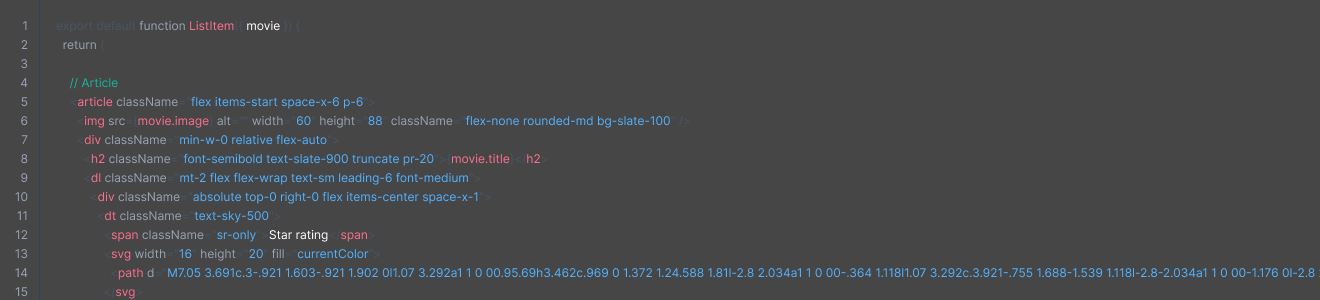 1 export default function ListItem({ movie }) {
2 return (
3
4 // Article
5 <article className="flex items-start space-x-6 p-6">
6 <img src={movie.image} alt="" width="60" height="88" className="flex-none rounded-md bg-slate-100" />
7 <div className="min-w-0 relative flex-auto">
8 <h2 className="font-semibold text-slate-900 truncate pr-20">{movie.title}</h2>
9 <dl className="mt-2 flex flex-wrap text-sm leading-6 font-medium">
10 <div className="absolute top-0 right-0 flex items-center space-x-1">
11 <dt className="text-sky-500">
12 <span className="sr-only">Star rating</span>
13 <svg width="16" height="20" fill="currentColor">
14 <path d="M7.05 3.691c.3-.921 1.603-.921 1.902 0l1.07 3.292a1 1 0 00.95.69h3.462c.969 0 1.372 1.24.588 1.81l-2.8 2.034a1 1 0 00-.364 1.118l1.07 3.292c.3.921-.755 1.688-1.539 1.118l-2.8-2.034a1 1 0 00-1.176 0l-2.8
15 </svg>